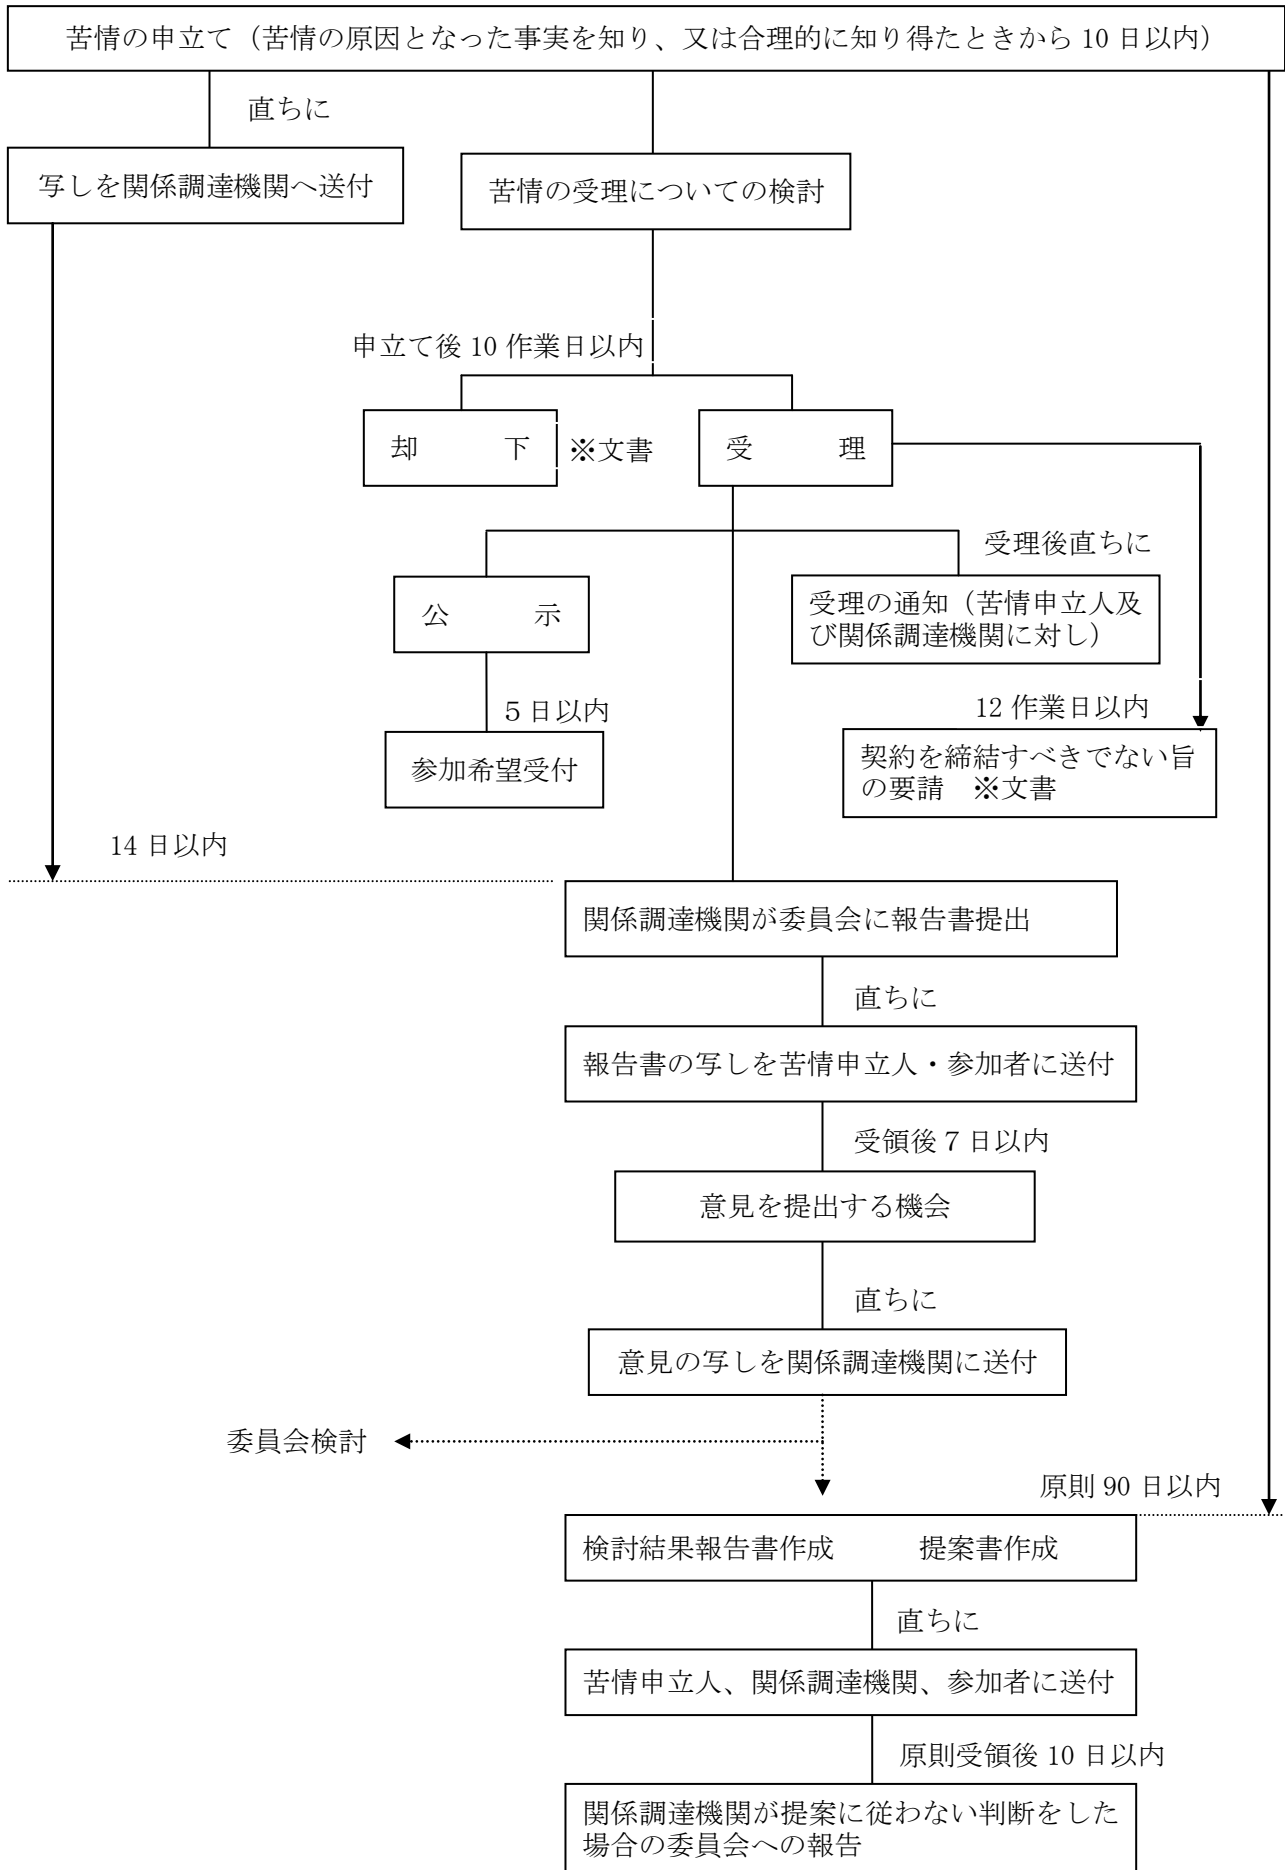 苦情の申立て（苦情の原因となった事実を知り、又は合理的に知り得たときから 10 日以内）
直ちに
写しを関係調達機関へ送付
苦情の受理についての検討
申立て後 10 作業日以内
却　　下
※文書
受　　理
受理後直ちに
公　　示
受理の通知（苦情申立人及
び関係調達機関に対し）
５日以内
12 作業日以内
参加希望受付
契約を締結すべきでない旨
の要請　※文書
14 日以内
関係調達機関が委員会に報告書提出
直ちに
報告書の写しを苦情申立人・参加者に送付
受領後７日以内
意見を提出する機会
直ちに
意見の写しを関係調達機関に送付
委員会検討
原則 90 日以内
検討結果報告書作成　　　提案書作成
直ちに
苦情申立人、関係調達機関、参加者に送付
原則受領後 10 日以内
関係調達機関が提案に従わない判断をした
場合の委員会への報告